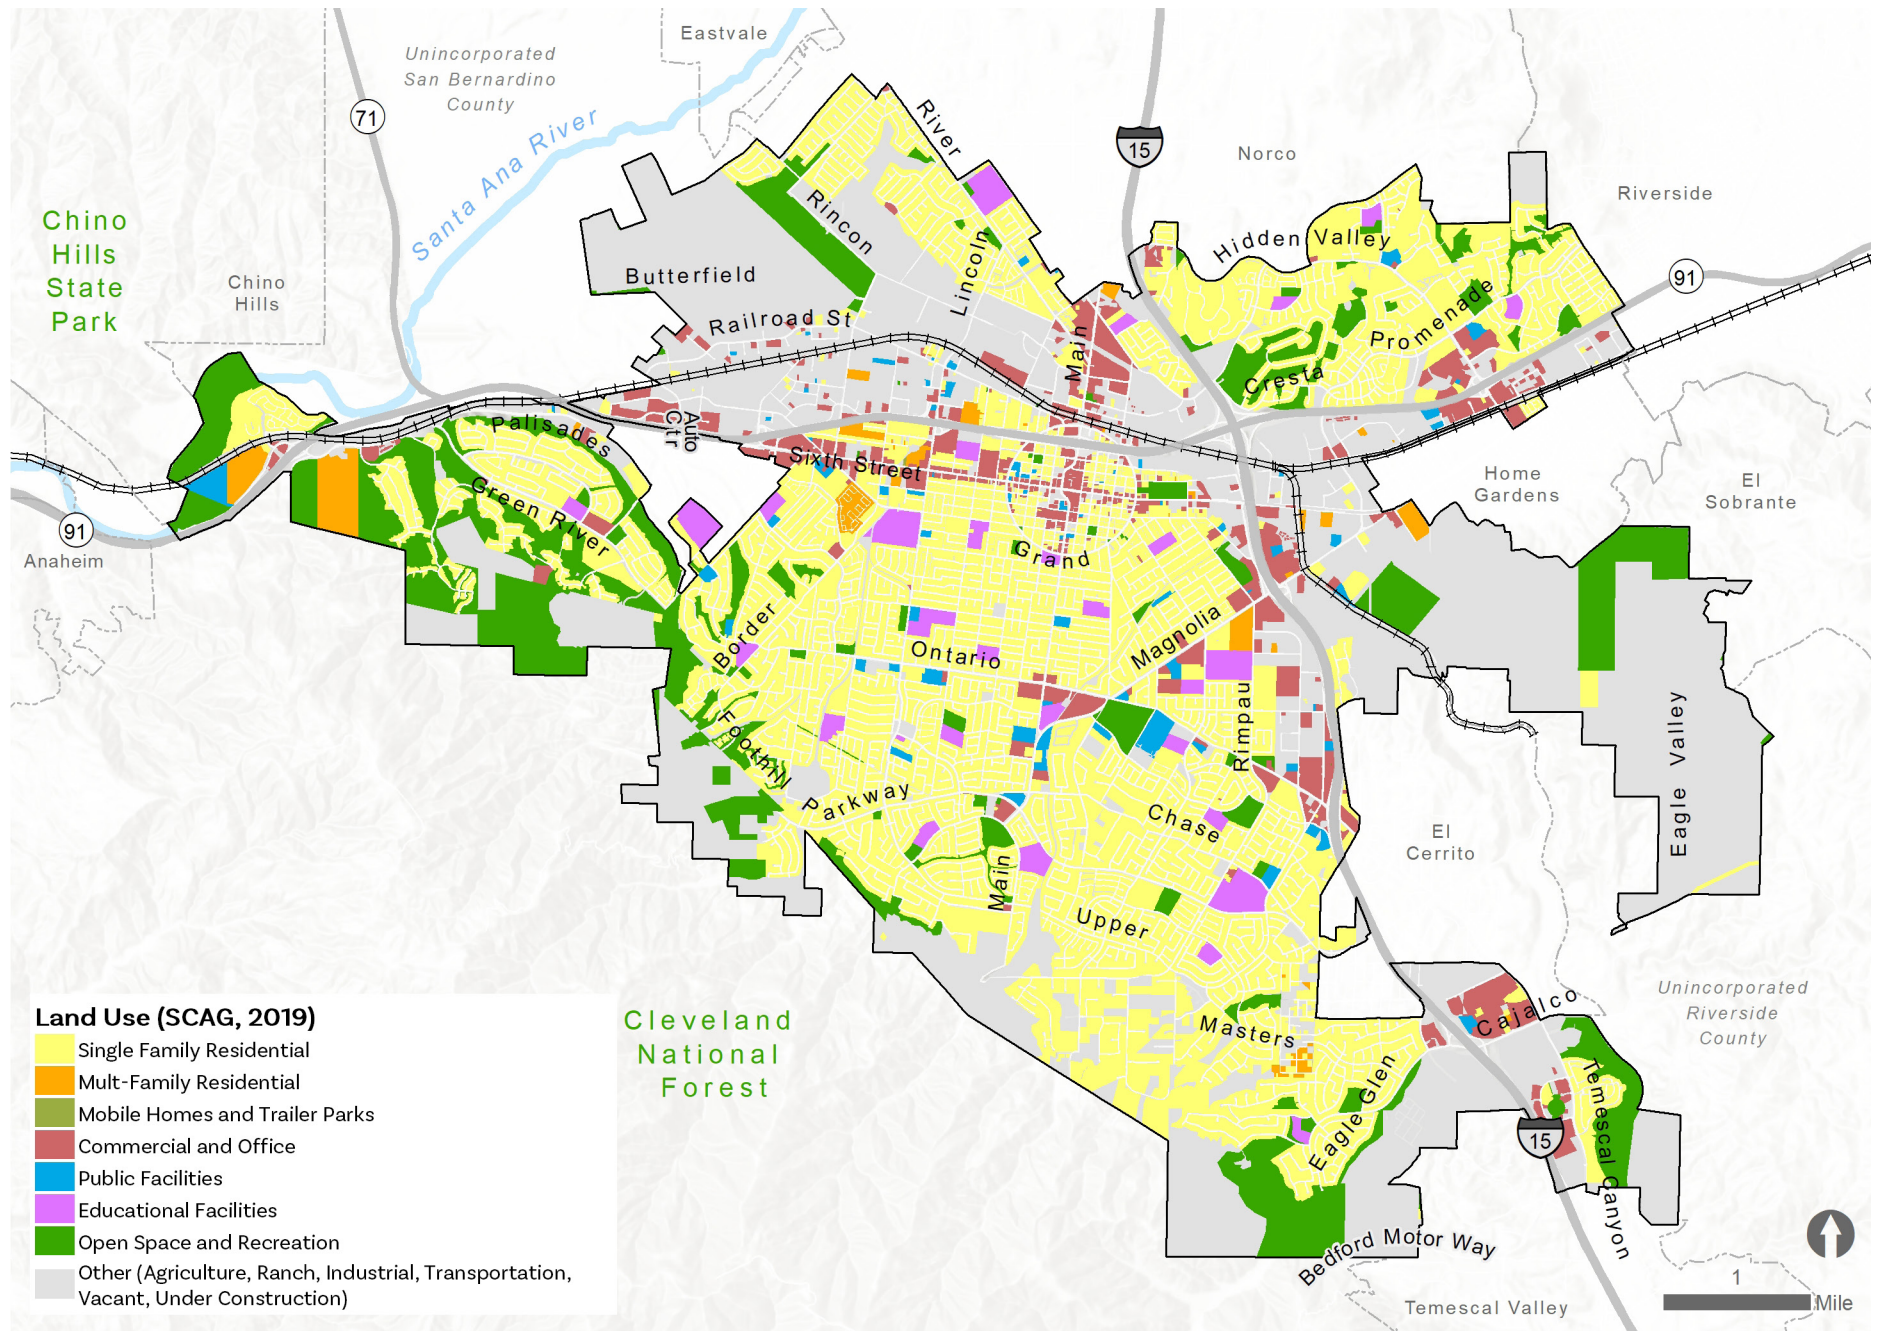 Eastvale
Unincorporated
San Bernardino
County
71
Santa Ana River
River
15
Norco
Riverside
Chino
Hills
State
Park
Chino
Hills
Rincon
Hidden Valley
Butterfield
Lincoln
91
Railroad St
Main
Promenade
Cresta
Palisades
Auto
Ctr
Sixth Street
Green River
Home
Gardens
El
Sobrante
91
Anaheim
Grand
Border
Magnolia
Ontario
Rimpau
Foothill
Parkway
Eagle Valley
Chase
El
Cerrito
Main
Upper
Cleveland
National
Forest
Masters
Cajalco
Unincorporated
Riverside
County
Eagle Glen
Temescal Canyon
15
Bedford Motor Way
Temescal Valley
Land Use (SCAG, 2019)
Single Family Residential
Mult-Family Residential
Mobile Homes and Trailer Parks
Commercial and Office
Public Facilities
Educational Facilities
Open Space and Recreation
Other (Agriculture, Ranch, Industrial, Transportation,
Vacant, Under Construction)
1
Mile